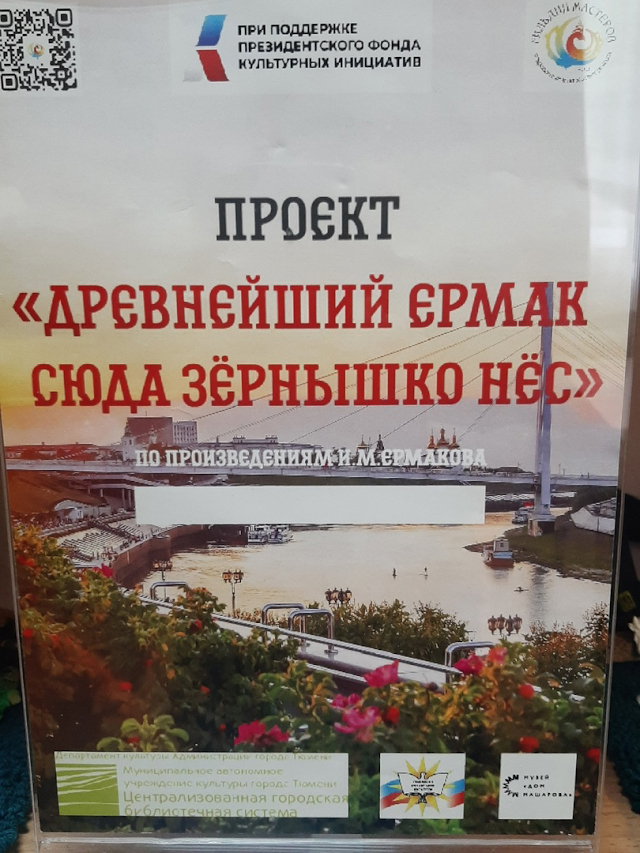 ПРИ ПОДДЕРЖКЕ
ПРЕЗИДЕНТСКОГО ФОНДА
КУЛЬТУРНЫХ ИНИЦИАТИВ
ПРОЕКТ
«ДРЕВНЕЙШИЙ ЕРМАК
СЮДА ЗЁРНЫШКО НЁС»
ПО ПРОИЗВЕДЕНИЯМ И.М.ЕРМАКОВА
Департамент культуры Администрации города Тюмени
Муниципальное автономное
учреждение культуры города Тюмени
Централизованная городская
библиотечная система
МУЗЕЙ
«ДОМ
МАШАРОВА»